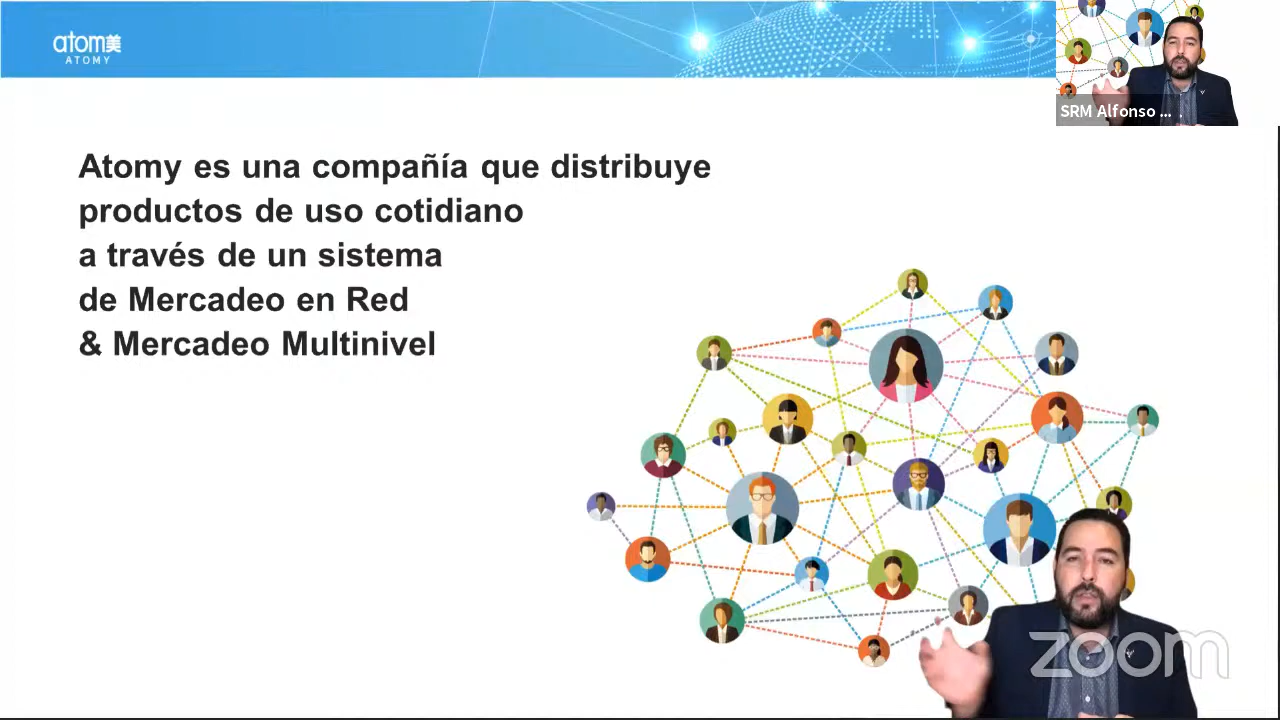 atom美
ATOMY
SRM Alfonso ...
Atomy es una compañía que distribuye
productos de uso cotidiano
a través de un sistema
de Mercadeo en Red
& Mercadeo Multinivel
zoom